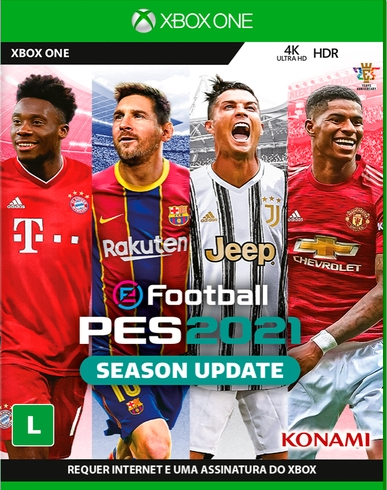 XBOX ONE
XBOX ONE
4K
ULTRA HD
HDR
T
Rakuten
Jeep
CHEVROLET
eFootball
PES2021
SEASON UPDATE
10
L
KONAMI
REQUER INTERNET E UMA ASSINATURA DO XBOX